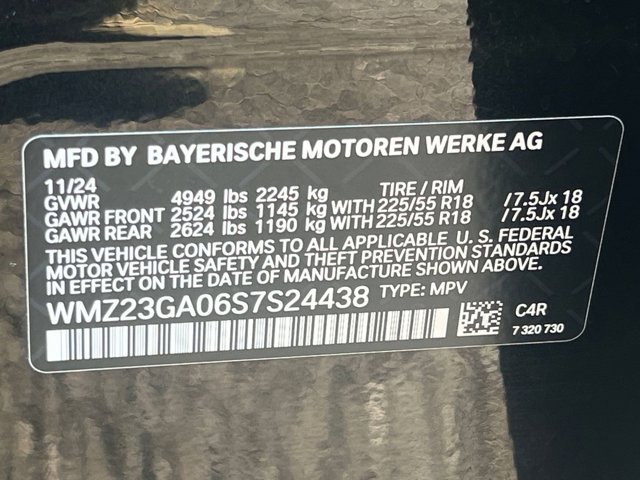 MFD BY BAYERISCHE MOTOREN WERKE AG
11/24 TIRE / RIM
GVWR 4949 lbs 2245 kg
GAWR FRONT 2524 lbs 1145 kg WITH 225/55 R18 /7.5Jx 18
GAWR REAR 2624 lbs 1190 kg WITH 225/55 R18 /7.5Jx 18
THIS VEHICLE CONFORMS TO ALL APPLICABLE U. S. FEDERAL
MOTOR VEHICLE SAFETY AND THEFT PREVENTION STANDARDS
IN EFFECT ON THE DATE OF MANUFACTURE SHOWN ABOVE.
WMZ23GA06S7S24438 TYPE: MPV
C4R
7 320 730